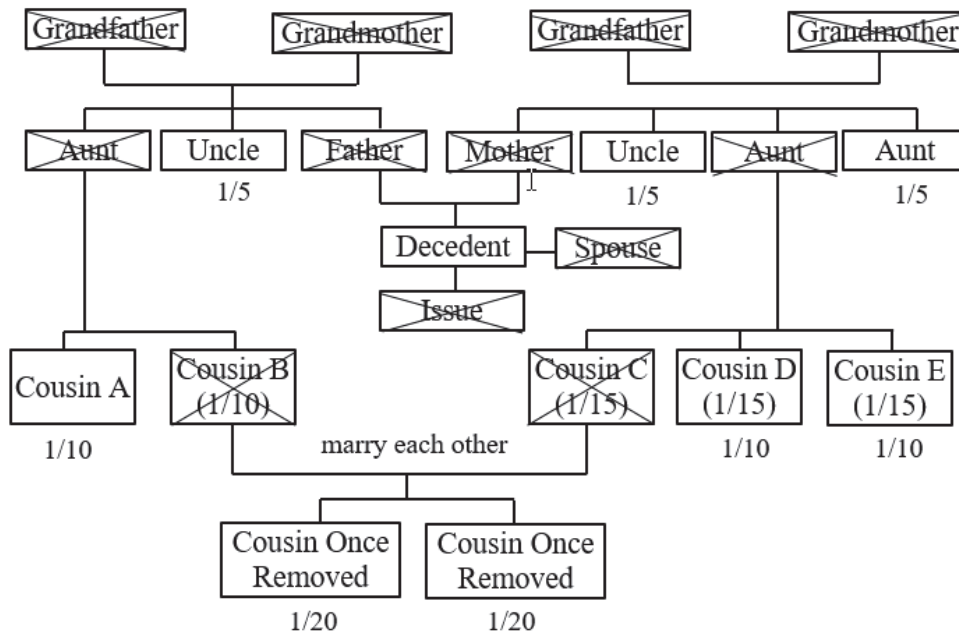 Grandfather
Grandmother
Grandfather
Grandmother
Aunt
Uncle
Father
Mother
Uncle
Aunt
Aunt
1/5
1/5
1/5
Decedent
Spouse
Issue
Cousin A
Cousin B
(1/10)
Cousin C
(1/15)
Cousin D
(1/15)
Cousin E
(1/15)
1/10
marry each other
1/10
1/10
Cousin Once
Removed
Cousin Once
Removed
1/20
1/20